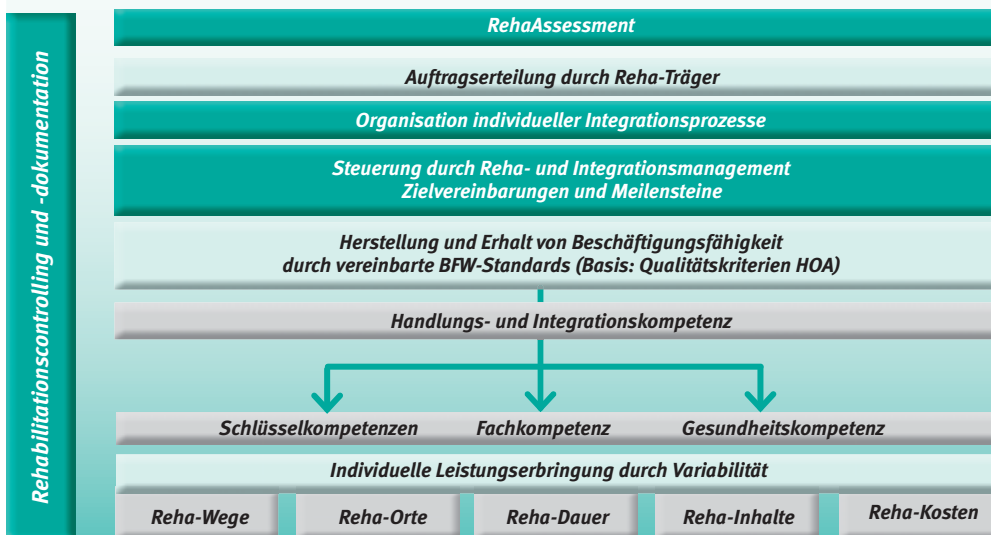 Rehabilitationscontrolling und -dokumentation
RehaAssessment
Auftragserteilung durch Reha-Träger
Organisation individueller Integrationsprozesse
Steuerung durch Reha- und Integrationsmanagement
Zielvereinbarungen und Meilensteine
Herstellung und Erhalt von Beschäftigungsfähigkeit
durch vereinbarte BFW-Standards (Basis: Qualitätskriterien HOA)
Handlungs- und Integrationskompetenz
Schlüsselkompetenzen Fachkompetenz Gesundheitskompetenz
Individuelle Leistungserbringung durch Variabilität
Reha-Wege Reha-Orte Reha-Dauer Reha-Inhalte Reha-Kosten